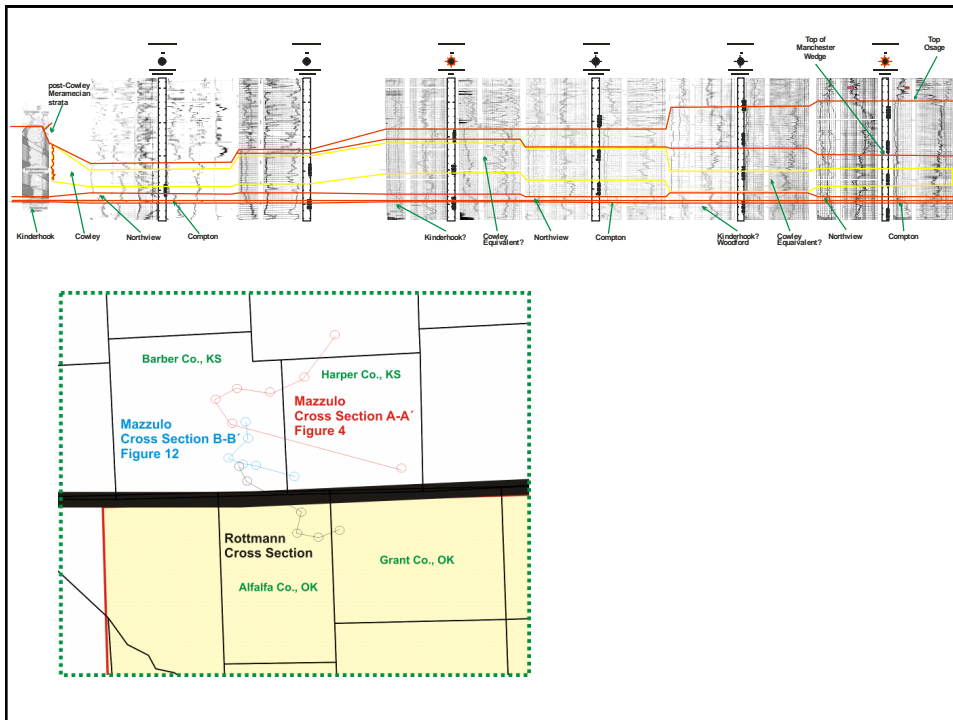 Top of
Manchester
Wedge
Top
Osage
post-Cowley
Meramecian
strata
Kinderhook
Cowley
Northview
Compton
Kinderhook?
Cowley
Equivalent?
Northview
Compton
Kinderhook?
Woodford
Cowley
Equaivalent?
Northview
Compton
Barber Co., KS
Harper Co., KS
Mazzulo
Cross Section A-A´
Figure 4
Mazzulo
Cross Section B-B´
Figure 12
Rottmann
Cross Section
Grant Co., OK
Alfalfa Co., OK